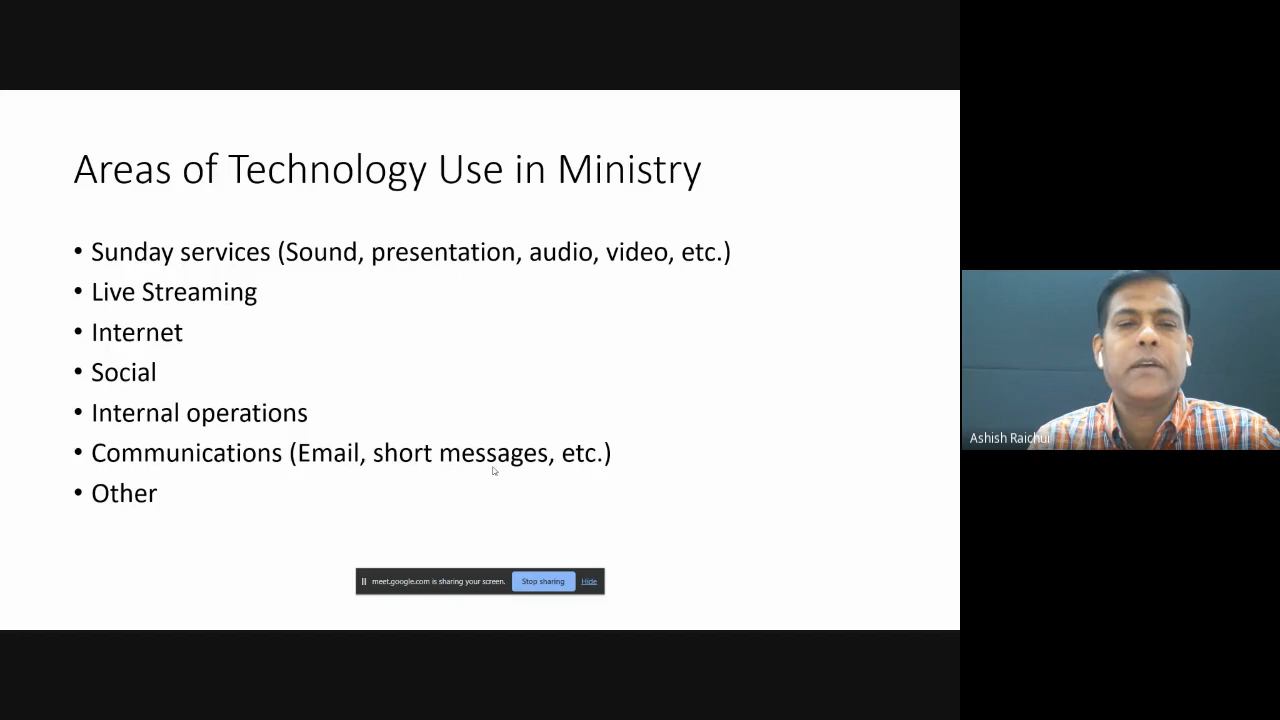 Areas of Technology Use in Ministry
• Sunday services (Sound, presentation, audio, video, etc.)
• Live Streaming
• Internet
• Social
• Internal operations
• Communications (Email, short messages, etc.)
• Other
meet.google.com is sharing your screen. Stop sharing Hide
Ashish Raichur